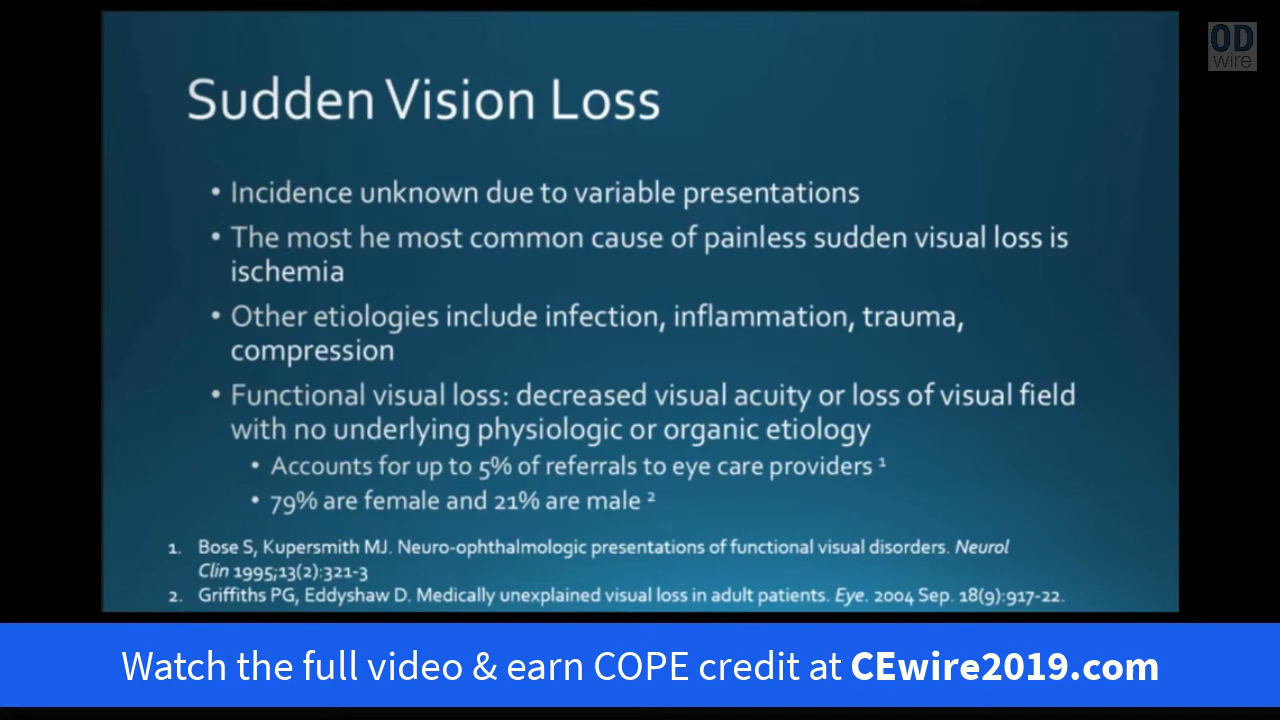 OD
wire
Sudden Vision Loss
• Incidence unknown due to variable presentations
• The most he most common cause of painless sudden visual loss is
ischemia
• Other etiologies include infection, inflammation, trauma,
compression
• Functional visual loss: decreased visual acuity or loss of visual field
with no underlying physiologic or organic etiology
• Accounts for up to 5% of referrals to eye care providers ¹
• 79% are female and 21% are male ²
1. Bose S, Kupersmith MJ. Neuro-ophthalmologic presentations of functional visual disorders. Neurol
Clin 1995;13(2):321-3
2. Griffiths PG, Eddyshaw D. Medically unexplained visual loss in adult patients. Eye. 2004 Sep. 18(9):917-22.
Watch the full video & earn COPE credit at CEwire2019.com